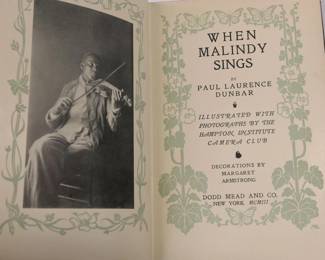 WHEN
MALINDY
SINGS
BY
PAUL LAURENCE
DUNBAR
ILLUSTRATED WITH
PHOTOGRAPHS BY THE
HAMPTON INSTITUTE
CAMERA CLUB
DECORATIONS BY
MARGARET
ARMSTRONG
DODD MEAD AND CO.
NEW YORK MCMIII